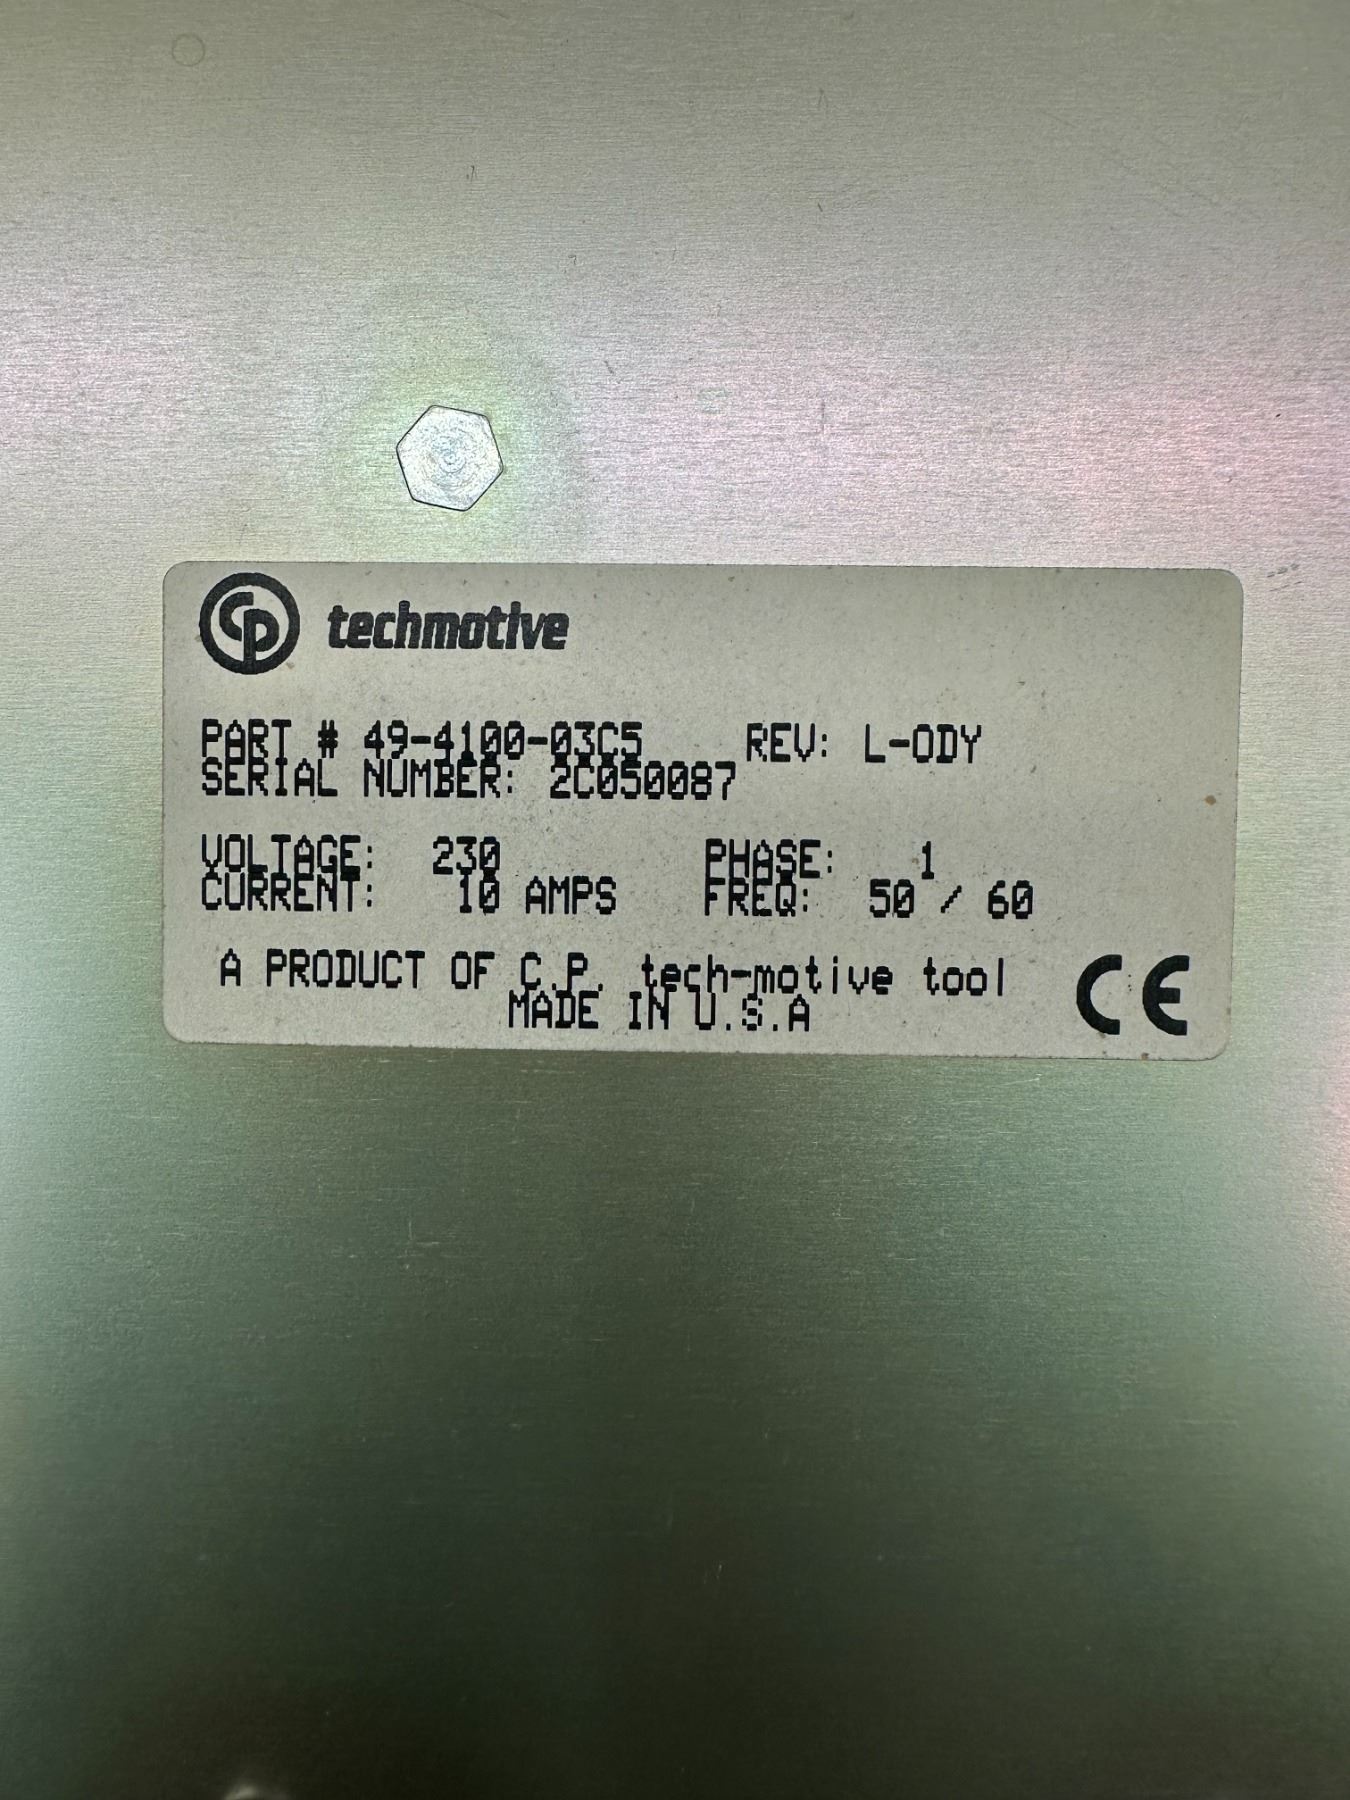 CP techmotive
PART # 49-4100-03C5 REV: L-ODY
SERIAL NUMBER: 2C050087
VOLTAGE: 230 PHASE: 1
CURRENT: 10 AMPS FREQ: 50 / 60
A PRODUCT OF C.P. tech-motive tool
MADE IN U.S.A
CE